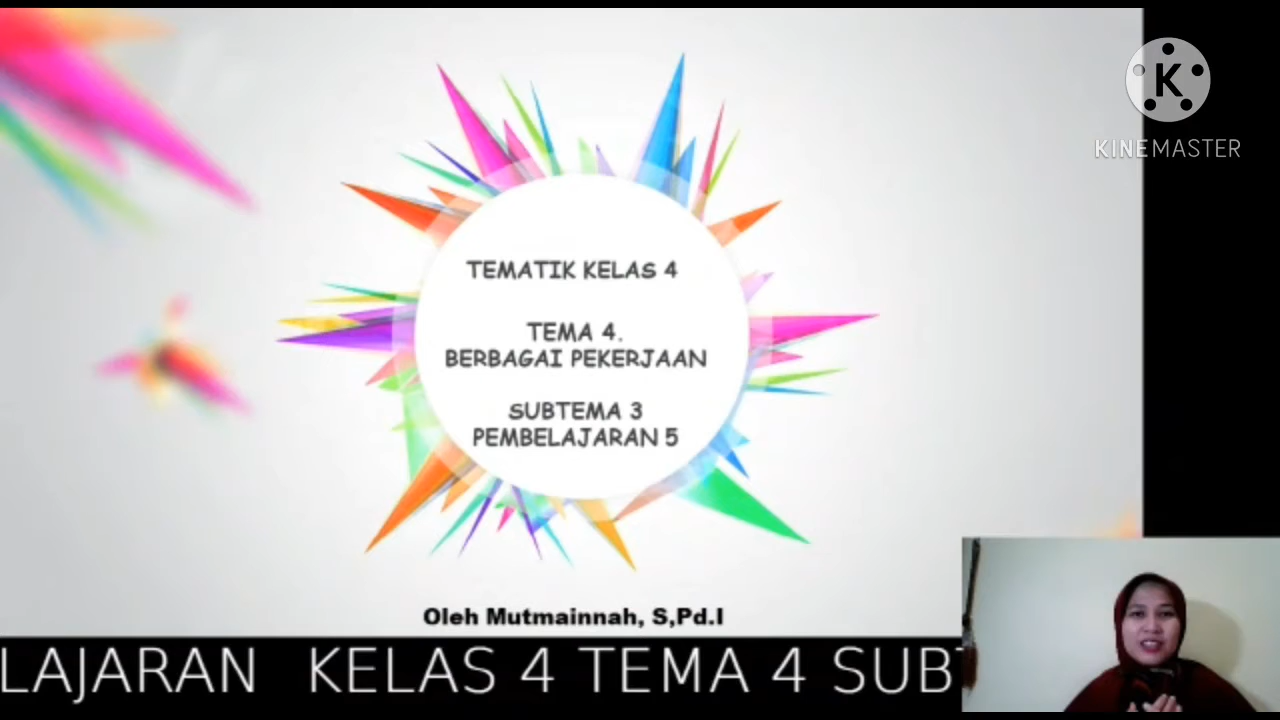 K
KINEMASTER
TEMATIK KELAS 4
TEMA 4.
BERBAGAI PEKERJAAN
SUBTEMA 3
PEMBELAJARAN 5
Oleh Mutmainnah, S,Pd.I
LAJARAN KELAS 4 TEMA 4 SUB